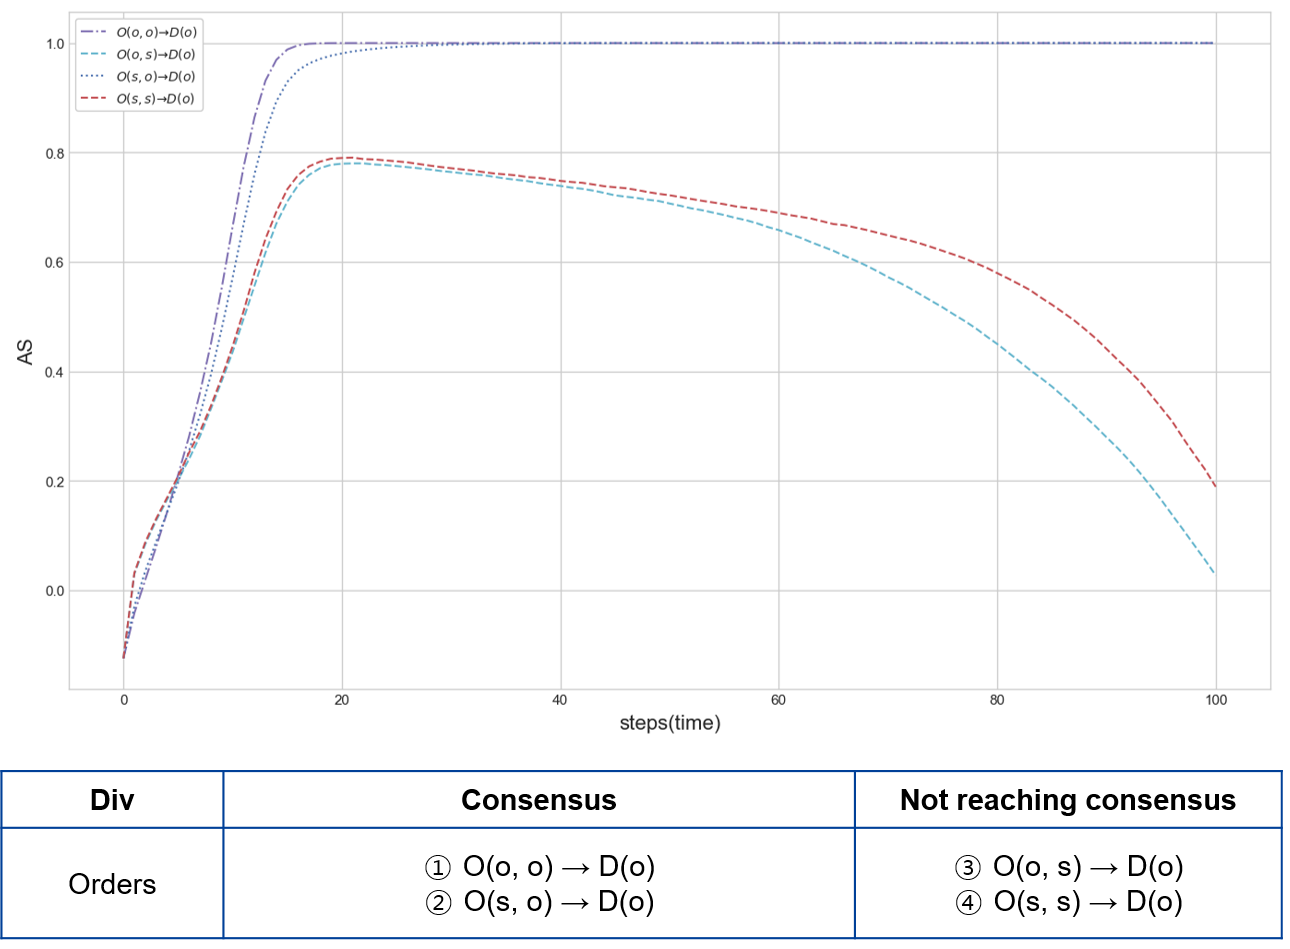 O(o, o)→D(o)
O(o, s)→D(o)
O(s, o)→D(o)
O(s, s)→D(o)
1.0
0.8
0.6
0.4
0.2
0.0
AS
0 20 40 60 80 100
steps(time)
Div Consensus Not reaching consensus
Orders
① O(o, o) → D(o)
② O(s, o) → D(o)
③ O(o, s) → D(o)
④ O(s, s) → D(o)